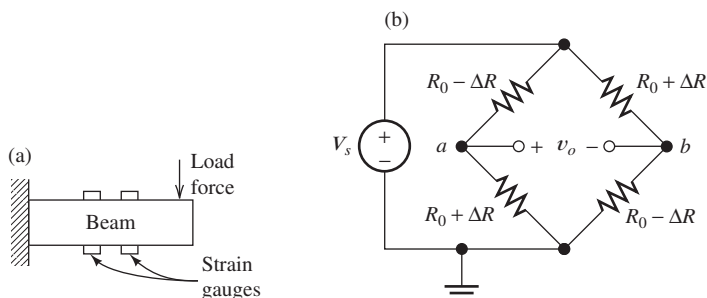 (a)
Load
force
Beam
Strain
gauges
(b)
R₀ − ΔR
R₀ + ΔR
Vₛ
+
−
a
+
vₒ
−
b
R₀ + ΔR
R₀ − ΔR